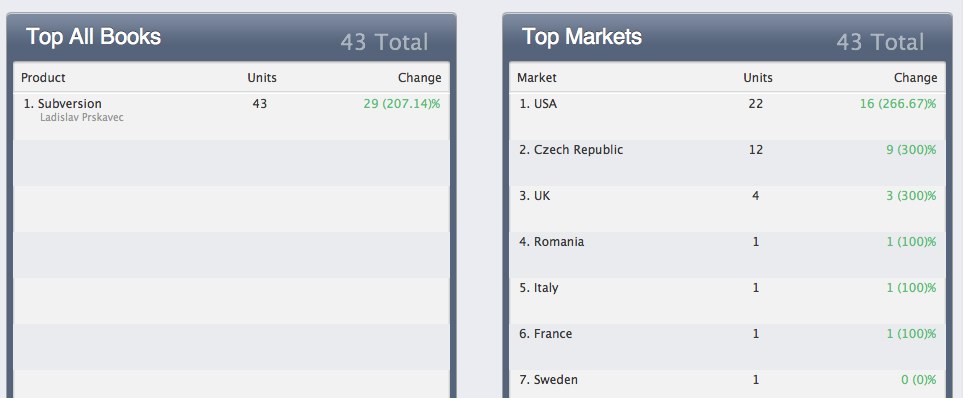 Top All Books 43 Total
Product Units Change
1. Subversion 43 29 (207.14)%
Ladislav Prskavec
Top Markets 43 Total
Market Units Change
1. USA 22 16 (266.67)%
2. Czech Republic 12 9 (300)%
3. UK 4 3 (300)%
4. Romania 1 1 (100)%
5. Italy 1 1 (100)%
6. France 1 1 (100)%
7. Sweden 1 0 (0)%